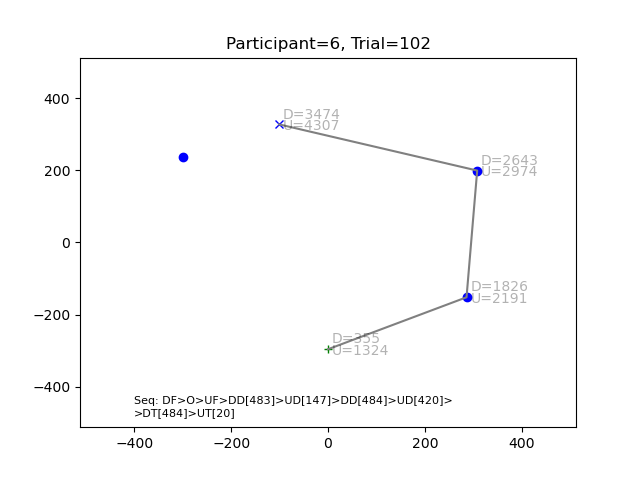 Participant=6, Trial=102
400
200
0
−200
−400
D=3474
U=4307
D=2643
U=2974
D=1826
U=2191
D=355
U=1324
Seq: DF>O>UF>DD[483]>UD[147]>DD[484]>UD[420]>
>DT[484]>UT[20]
−400 −200 0 200 400